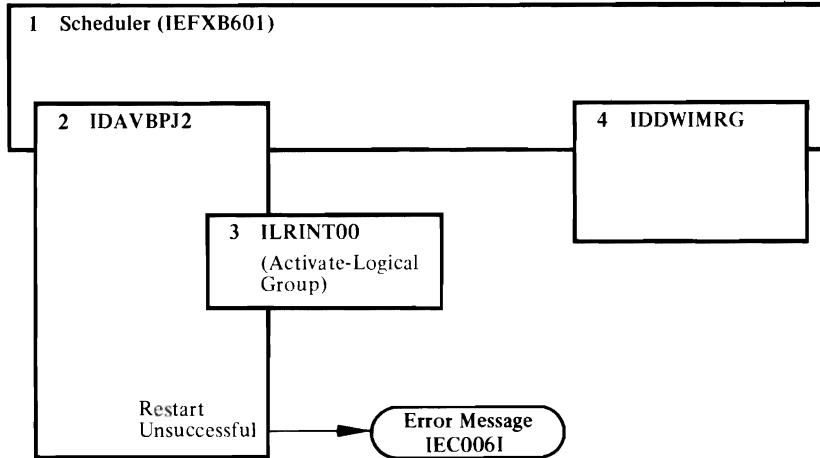 1 Scheduler (IEFXB601)
2 IDAVBPJ2
4 IDDWIMRG
3 ILRINT00
(Activate-Logical
Group)
Restart
Unsuccessful
Error Message
IEC006I